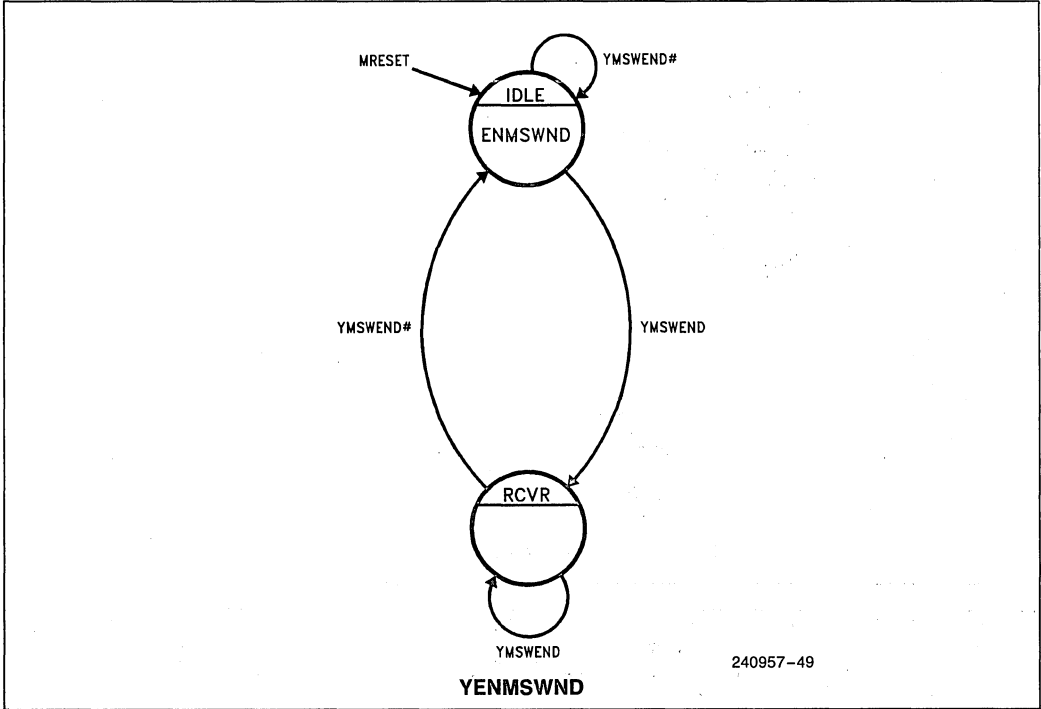 MRESET
YMSWEND#
IDLE
ENMSWND
YMSWEND#
YMSWEND
RCVR
YMSWEND
240957-49
YENMSWND